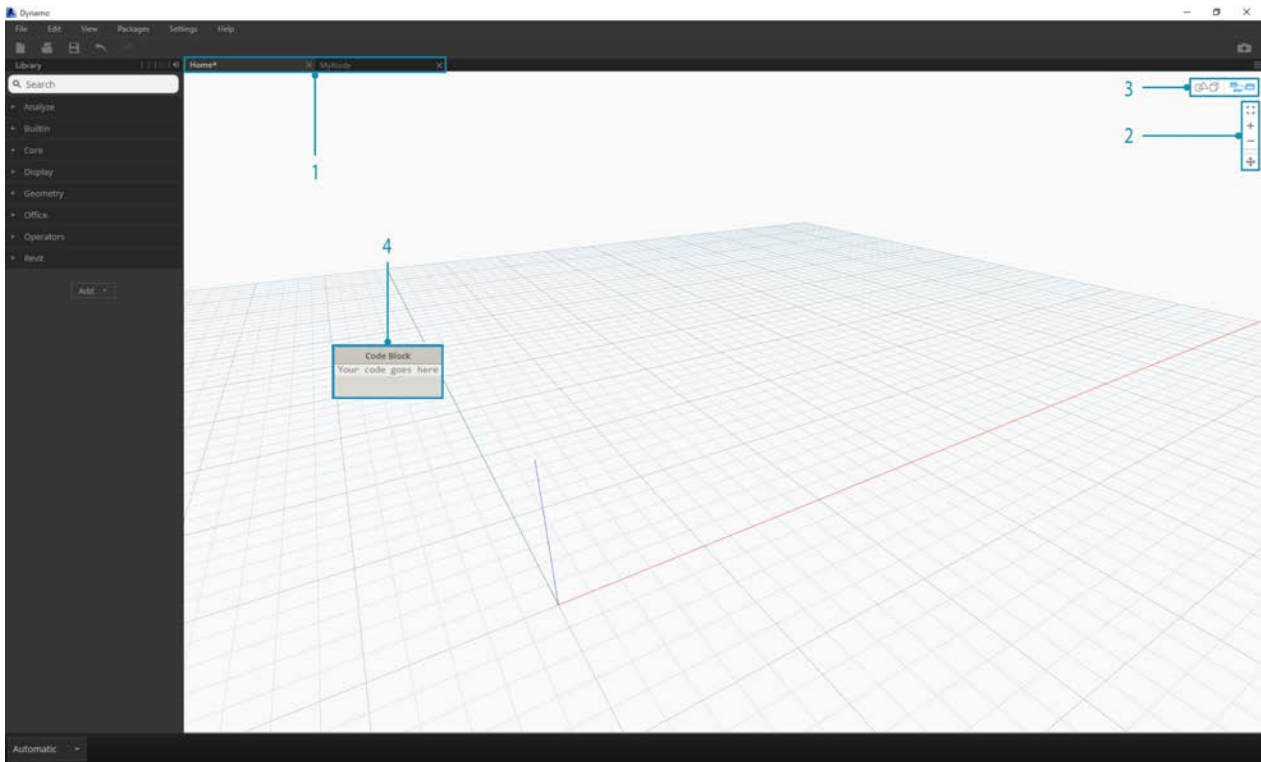 Dynamo
File Edit View Packages Settings Help
Library
Home*
MyNode
Search
Analyze
Builtin
Core
Display
Geometry
Office
Operators
Revit
Add
1
2
3
4
Code Block
Your code goes here
Automatic